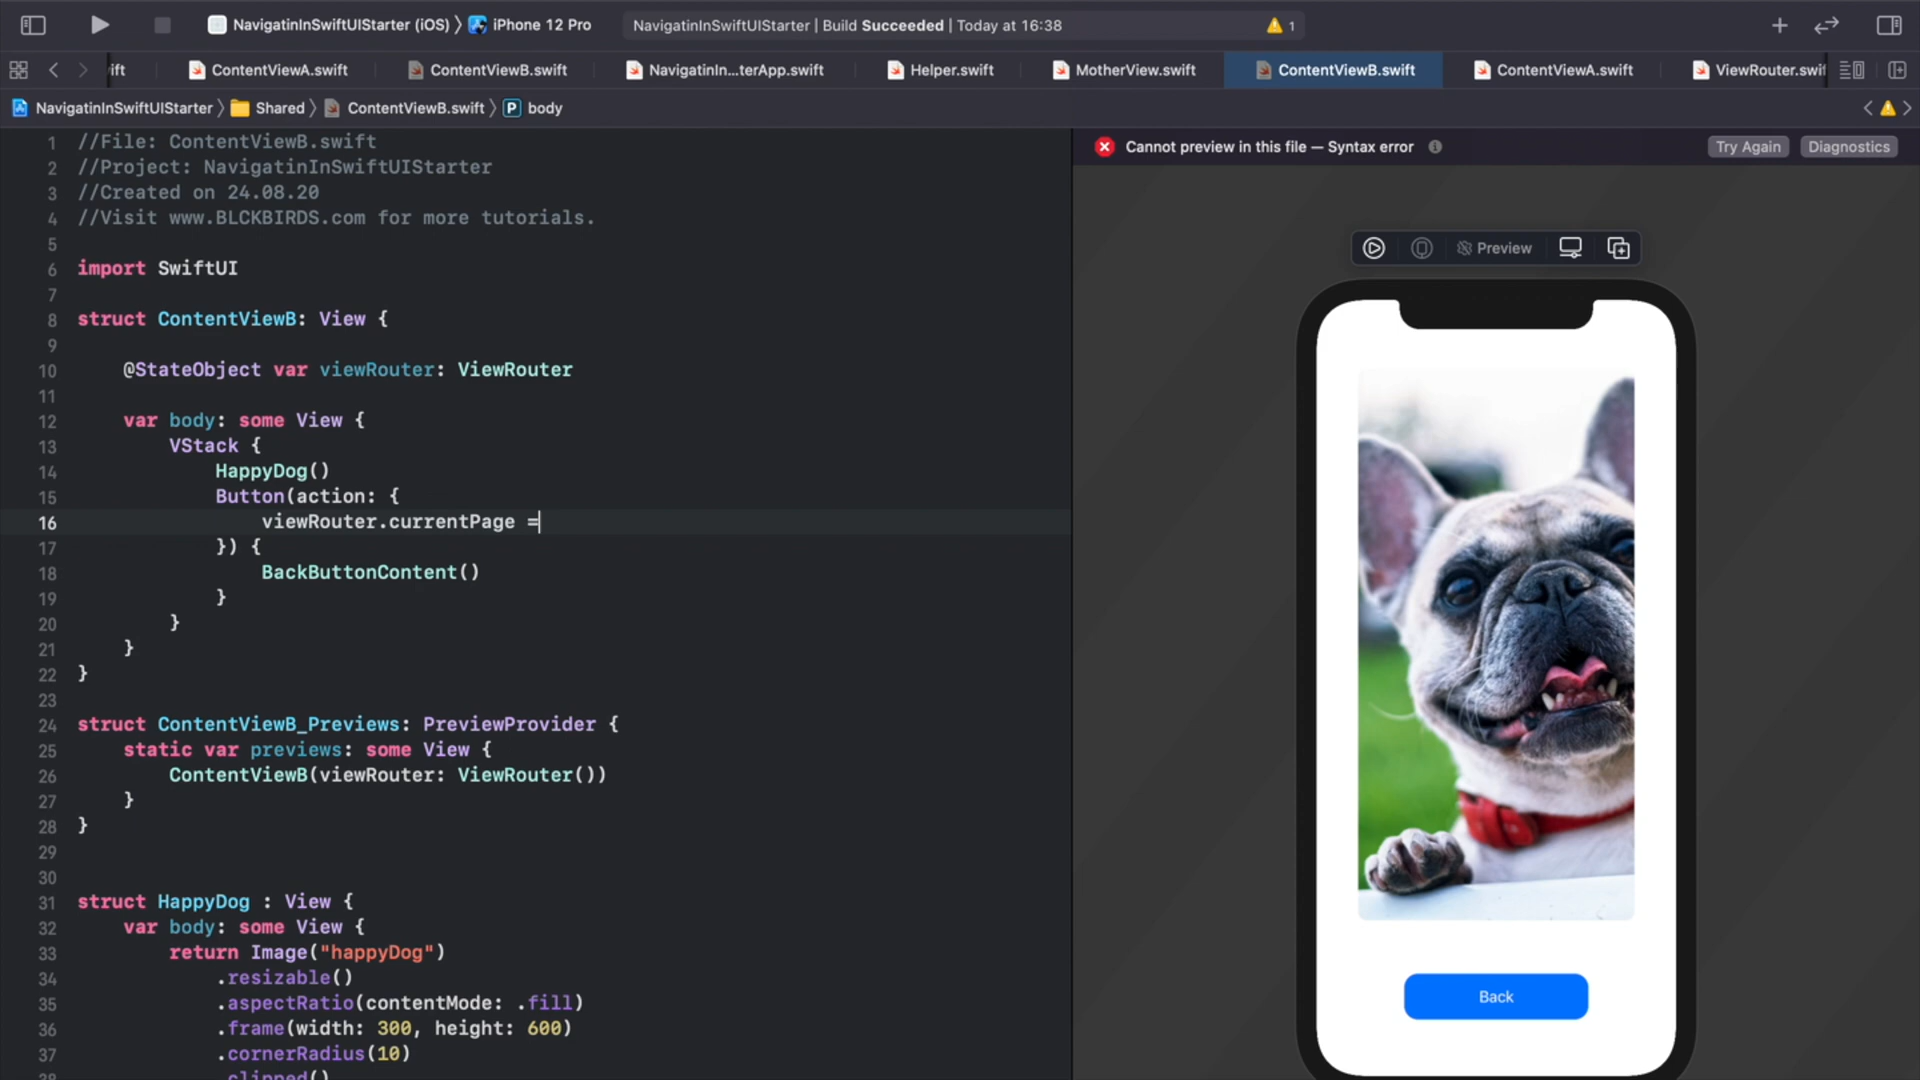 NavigatinInSwiftUIStarter (iOS) 〉 iPhone 12 Pro
NavigatinInSwiftUIStarter | Build Succeeded | Today at 16:38
1
ift
ContentViewA.swift
ContentViewB.swift
NavigatinIn...terApp.swift
Helper.swift
MotherView.swift
ContentViewB.swift
ContentViewA.swift
ViewRouter.swif
NavigatinInSwiftUIStarter 〉 Shared 〉 ContentViewB.swift 〉 P body
1 //File: ContentViewB.swift
2 //Project: NavigatinInSwiftUIStarter
3 //Created on 24.08.20
4 //Visit www.BLCKBIRDS.com for more tutorials.
5
6 import SwiftUI
7
8 struct ContentViewB: View {
9
10 @StateObject var viewRouter: ViewRouter
11
12 var body: some View {
13 VStack {
14 HappyDog()
15 Button(action: {
16 viewRouter.currentPage =
17 }) {
18 BackButtonContent()
19 }
20 }
21 }
22 }
23
24 struct ContentViewB_Previews: PreviewProvider {
25 static var previews: some View {
26 ContentViewB(viewRouter: ViewRouter())
27 }
28 }
29
30
31 struct HappyDog : View {
32 var body: some View {
33 return Image("happyDog")
34 .resizable()
35 .aspectRatio(contentMode: .fill)
36 .frame(width: 300, height: 600)
37 .cornerRadius(10)
38 .clipped()
Cannot preview in this file — Syntax error
Try Again
Diagnostics
Preview
Back